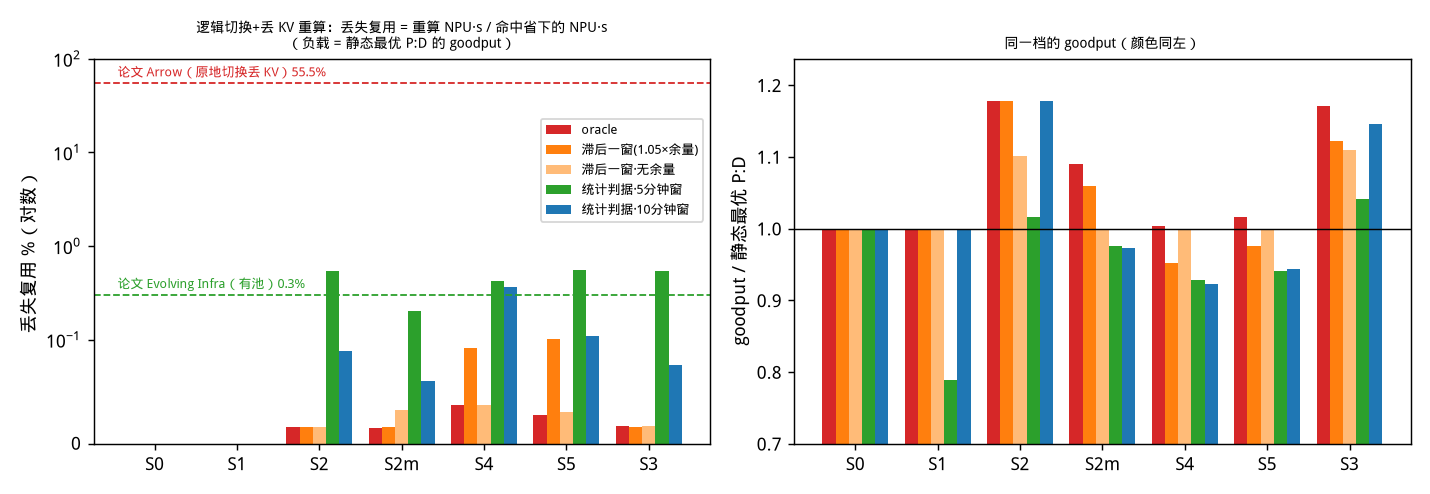 逻辑切换+丢 KV 重算：丢失复用 = 重算 NPU·s / 命中省下的 NPU·s
（负载 = 静态最优 P:D 的 goodput）
丢失复用 %（对数）
10²
10¹
10⁰
10⁻¹
0
论文 Arrow（原地切换丢 KV）55.5%
论文 Evolving Infra（有池）0.3%
oracle
滞后一窗(1.05×余量)
滞后一窗·无余量
统计判据·5分钟窗
统计判据·10分钟窗
S0 S1 S2 S2m S4 S5 S3
同一档的 goodput（颜色同左）
goodput / 静态最优 P:D
1.2
1.1
1.0
0.9
0.8
0.7
S0 S1 S2 S2m S4 S5 S3